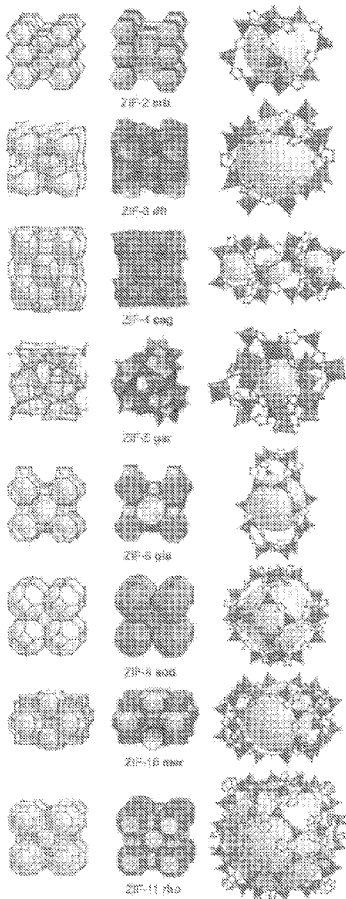 ZIF-2 crb
ZIF-3 dft
ZIF-4 cag
ZIF-5 gar
ZIF-6 gis
ZIF-8 sod
ZIF-10 mer
ZIF-11 rho